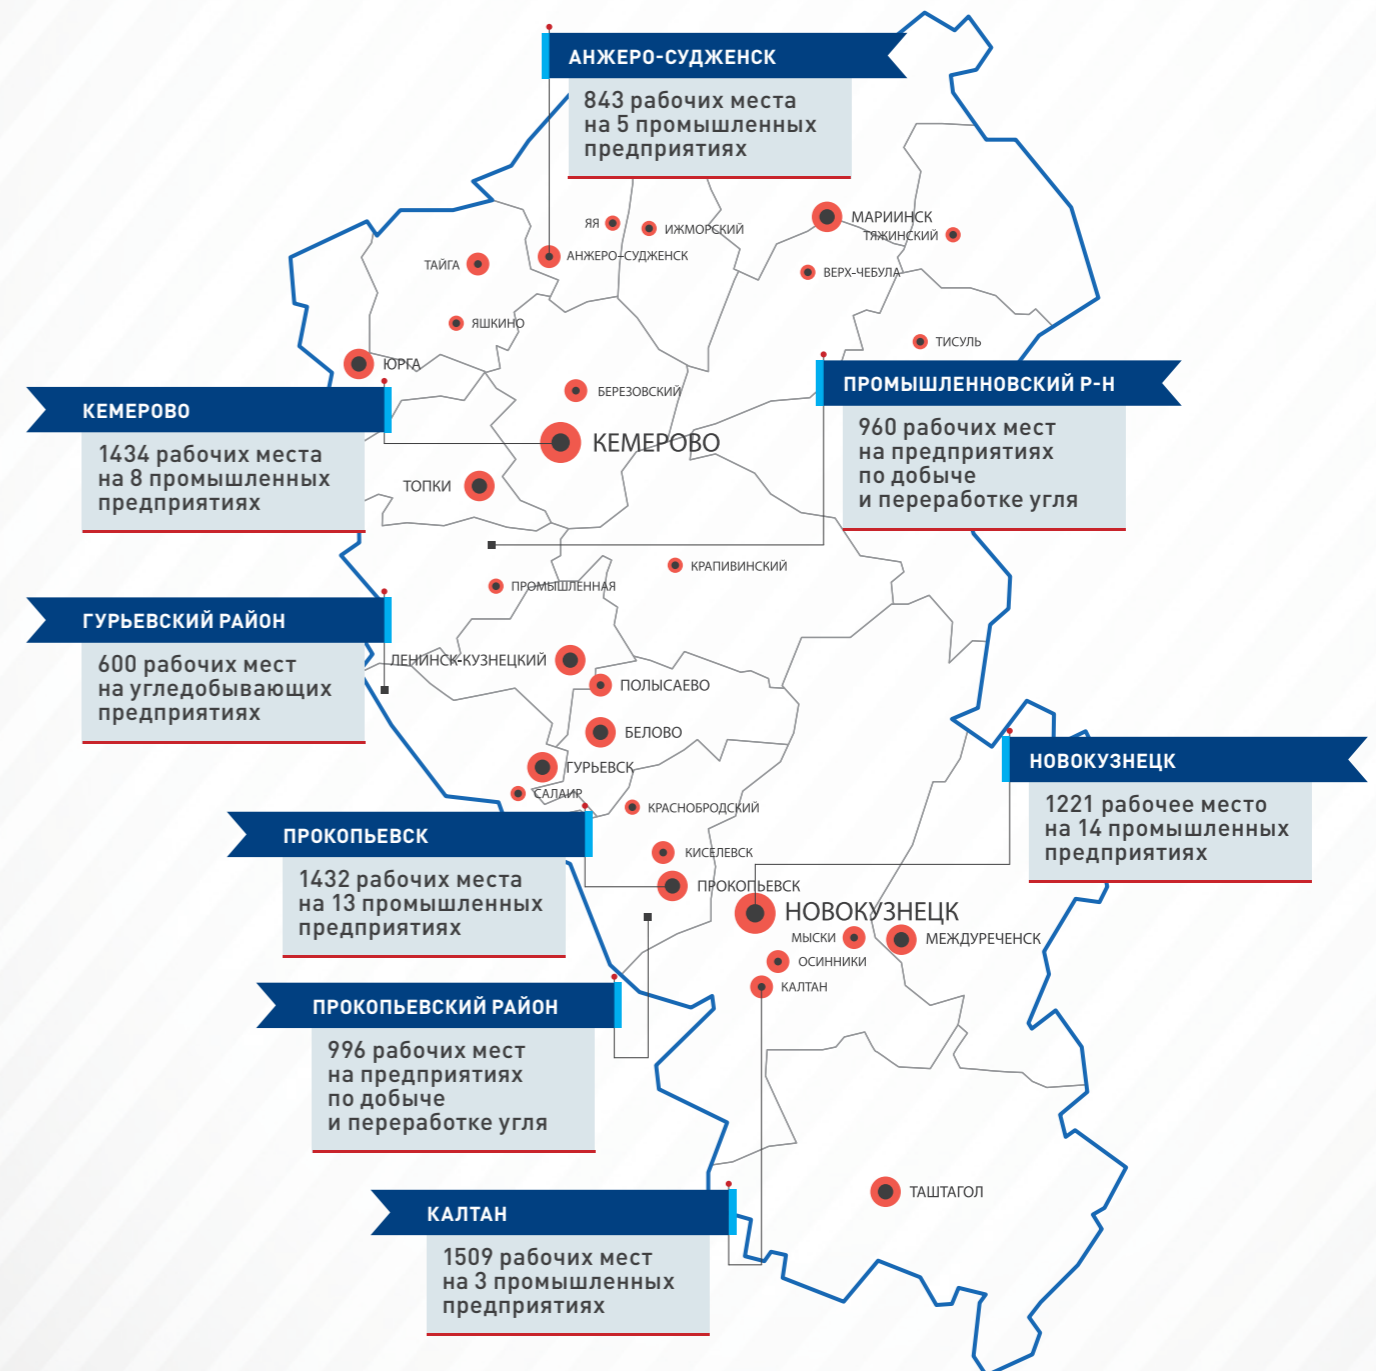 АНЖЕРО-СУДЖЕНСК
843 рабочих места
на 5 промышленных
предприятиях
МАРИИНСК
ТЯЖИНСКИЙ
ЯЯ
ИЖМОРСКИЙ
АНЖЕРО-СУДЖЕНСК
ТАЙГА
ВЕРХ-ЧЕБУЛА
ЯШКИНО
ТИСУЛЬ
ЮРГА
БЕРЕЗОВСКИЙ
КЕМЕРОВО
1434 рабочих места
на 8 промышленных
предприятиях
КЕМЕРОВО
ПРОМЫШЛЕННОВСКИЙ Р-Н
960 рабочих мест
на предприятиях
по добыче
и переработке угля
ТОПКИ
КРАПИВИНСКИЙ
ПРОМЫШЛЕННАЯ
ГУРЬЕВСКИЙ РАЙОН
600 рабочих мест
на угледобывающих
предприятиях
ЛЕНИНСК-КУЗНЕЦКИЙ
ПОЛЫСАЕВО
БЕЛОВО
ГУРЬЕВСК
САЛАИР
КРАСНОБРОДСКИЙ
НОВОКУЗНЕЦК
1221 рабочее место
на 14 промышленных
предприятиях
ПРОКОПЬЕВСК
1432 рабочих места
на 13 промышленных
предприятиях
КИСЕЛЕВСК
ПРОКОПЬЕВСК
НОВОКУЗНЕЦК
МЫСКИ
МЕЖДУРЕЧЕНСК
ОСИННИКИ
КАЛТАН
ПРОКОПЬЕВСКИЙ РАЙОН
996 рабочих мест
на предприятиях
по добыче
и переработке угля
ТАШТАГОЛ
КАЛТАН
1509 рабочих мест
на 3 промышленных
предприятиях